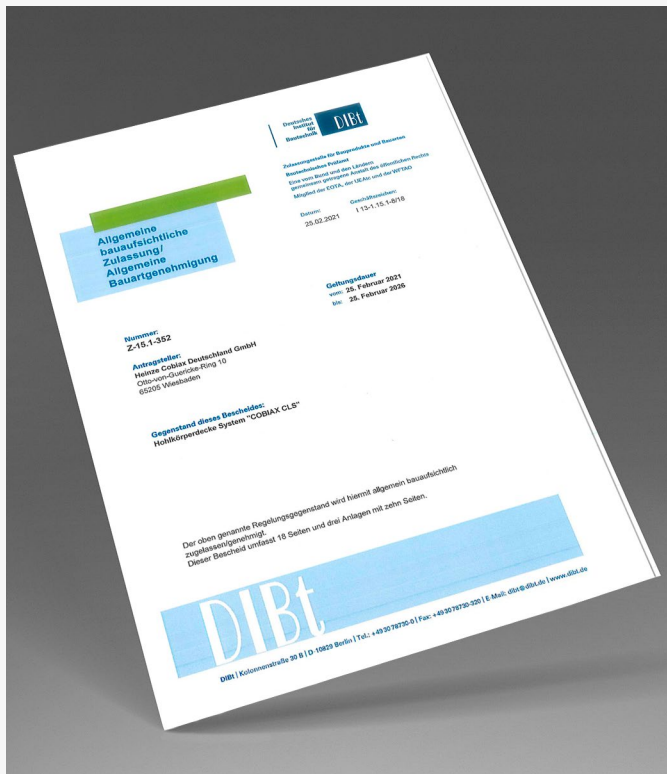 Deutsches
Institut
für
Bautechnik
DIBt
Zulassungsstelle für Bauprodukte und Bauarten
Bautechnisches Prüfamt
Eine vom Bund und den Ländern
gemeinsam getragene Anstalt des öffentlichen Rechts
Mitglied der EOTA, der UEAtc und der WFTAO
Datum: Geschäftszeichen:
25.02.2021 I 13-1.15.1-8/18
Allgemeine
bauaufsichtliche
Zulassung/
Allgemeine
Bauartgenehmigung
Geltungsdauer
vom: 25. Februar 2021
bis: 25. Februar 2026
Nummer:
Z-15.1-352
Antragsteller:
Heinze Cobiax Deutschland GmbH
Otto-von-Guericke-Ring 10
65205 Wiesbaden
Gegenstand dieses Bescheides:
Hohlkörperdecke System "COBIAX CLS"
Der oben genannte Regelungsgegenstand wird hiermit allgemein bauaufsichtlich
zugelassen/genehmigt.
Dieser Bescheid umfasst 18 Seiten und drei Anlagen mit zehn Seiten.
DIBt
DIBt | Kolonnenstraße 30 B | D-10829 Berlin | Tel.: +49 30 78730-0 | Fax: +49 30 78730-320 | E-Mail: dibt@dibt.de | www.dibt.de